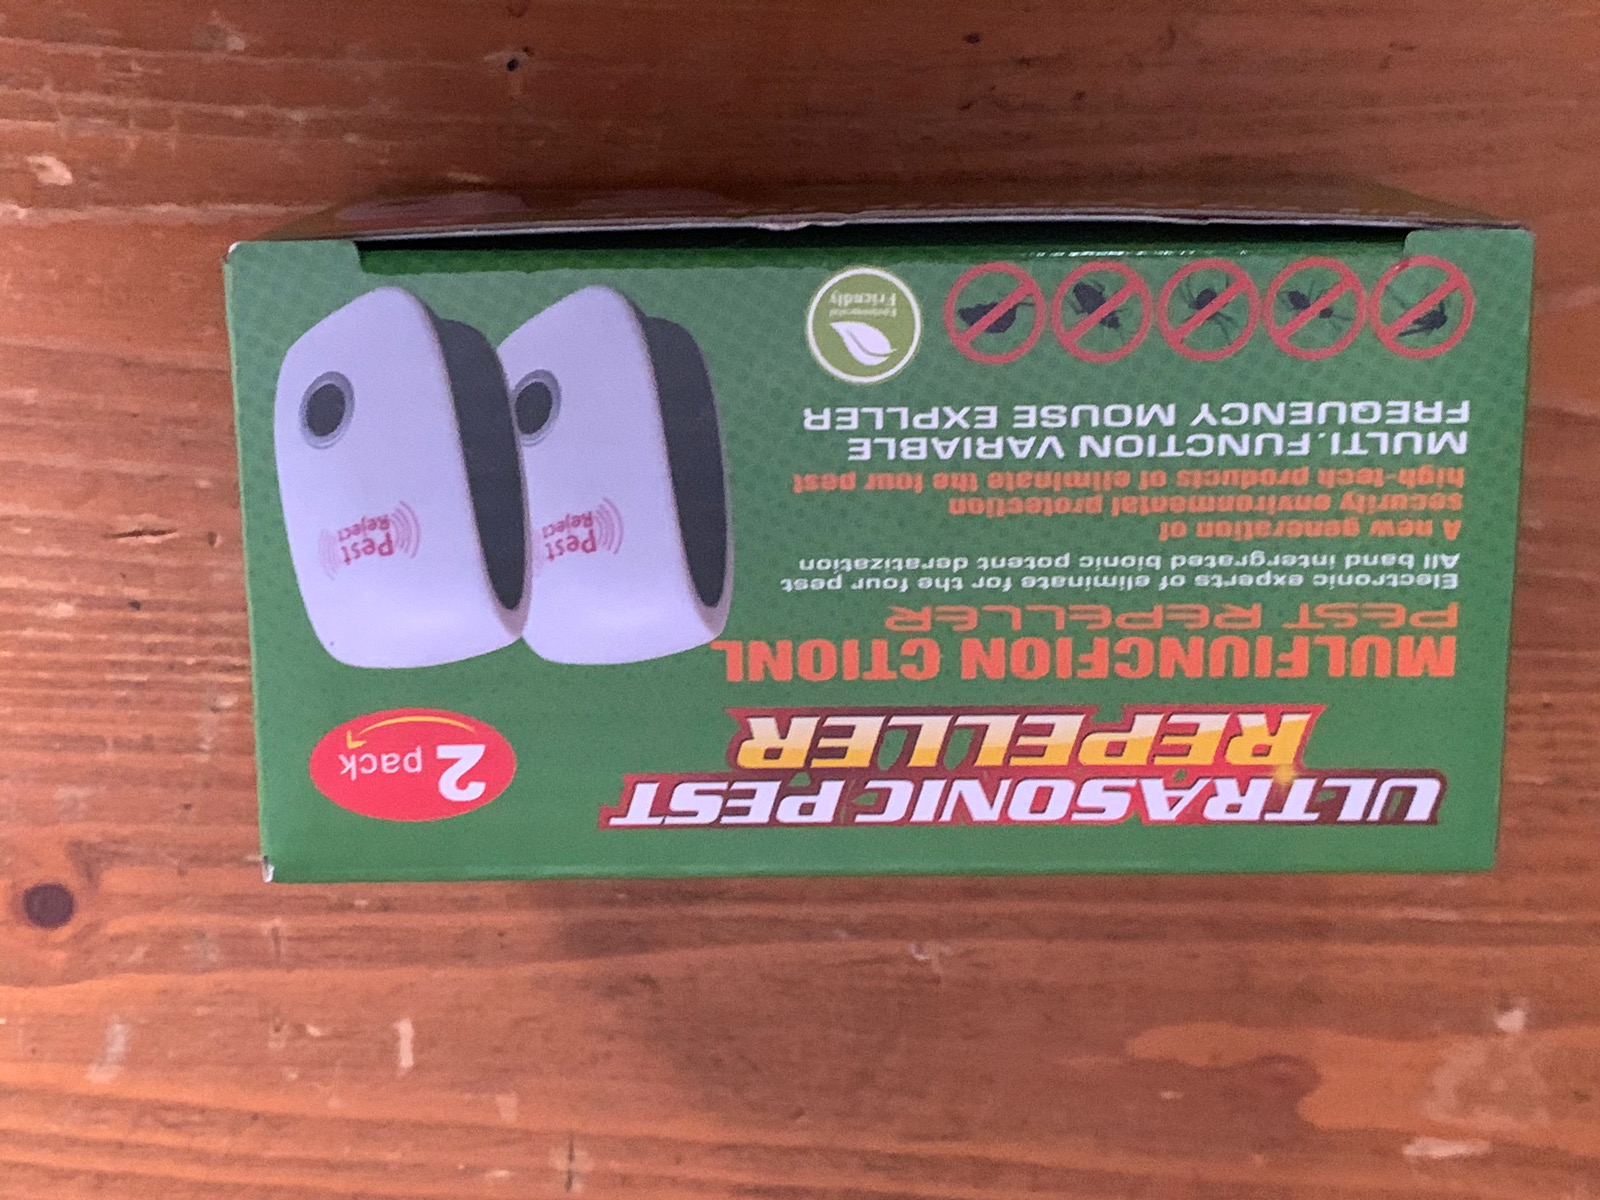 ULTRASONIC PEST
REPELLER
2 pack
MULFIUNCFION CTIONL
PEST REPELLER
Electronic experts of eliminate for the four pest
All band intergrated bionic potent deratization
A new generation of
security environmental protection
high-tech products of eliminate the four pest
MULTI.FUNCTION VARIABLE
FREQUENCY MOUSE EXPLLER
Friendly
Pest
Reject
Pest
Reject